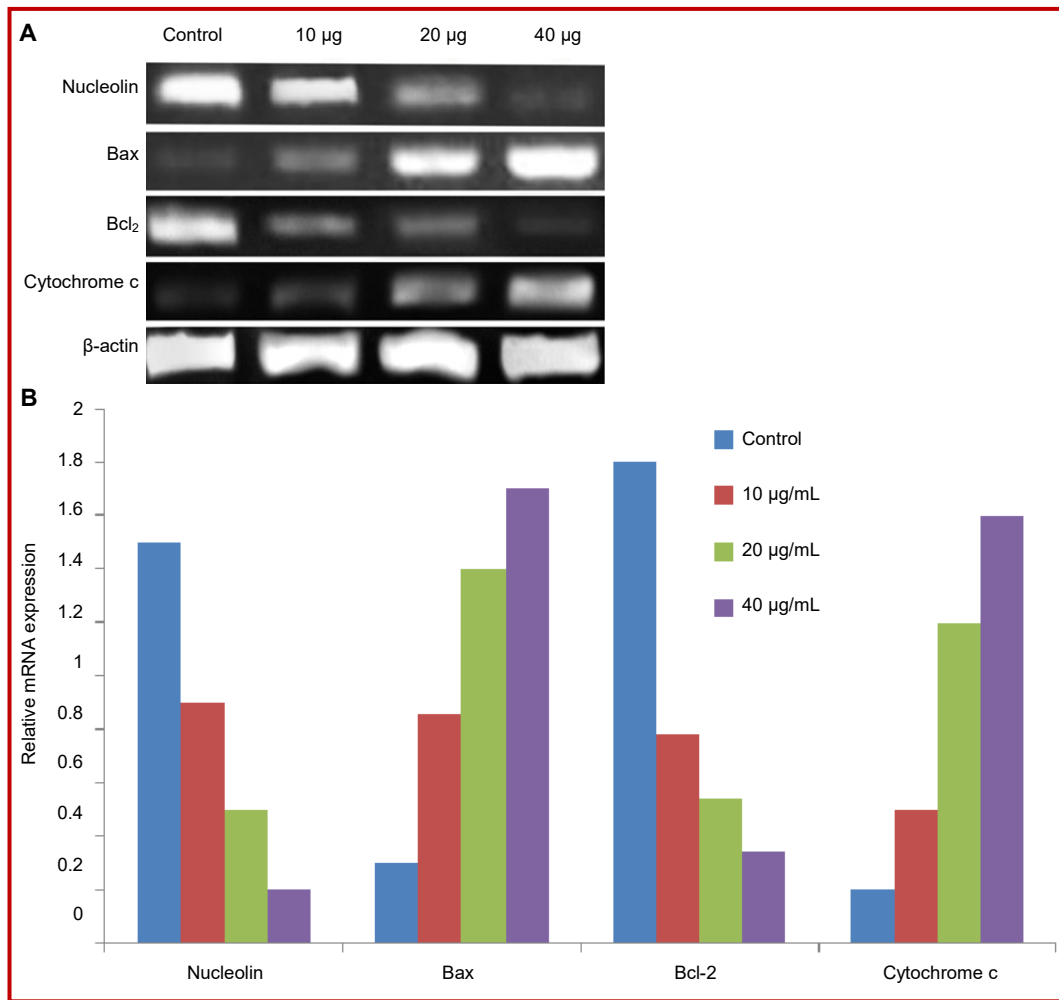 A
Control 10 µg 20 µg 40 µg
Nucleolin
Bax
Bcl₂
Cytochrome c
β-actin
B
2
1.8
1.6
1.4
1.2
1
0.8
0.6
0.4
0.2
0
Relative mRNA expression
Control
10 µg/mL
20 µg/mL
40 µg/mL
Nucleolin Bax Bcl-2 Cytochrome c